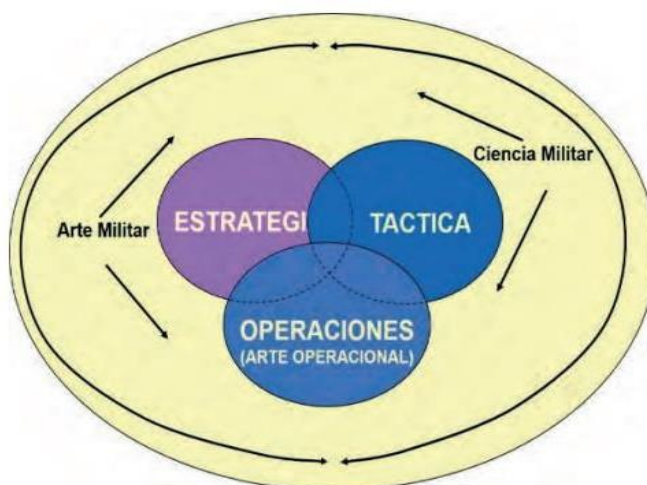 Ciencia Militar
ESTRATEGI
TACTICA
Arte Militar
OPERACIONES
(ARTE OPERACIONAL)